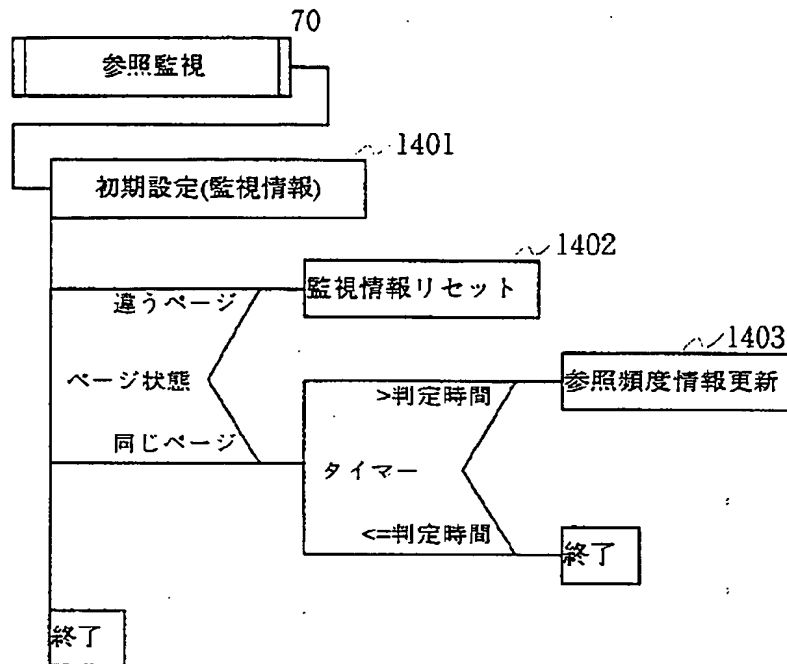 70
参照監視
1401
初期設定(監視情報)
1402
違うページ
監視情報リセット
1403
ページ状態
>判定時間
参照頻度情報更新
同じページ
タイマー
<=判定時間
終了
終了